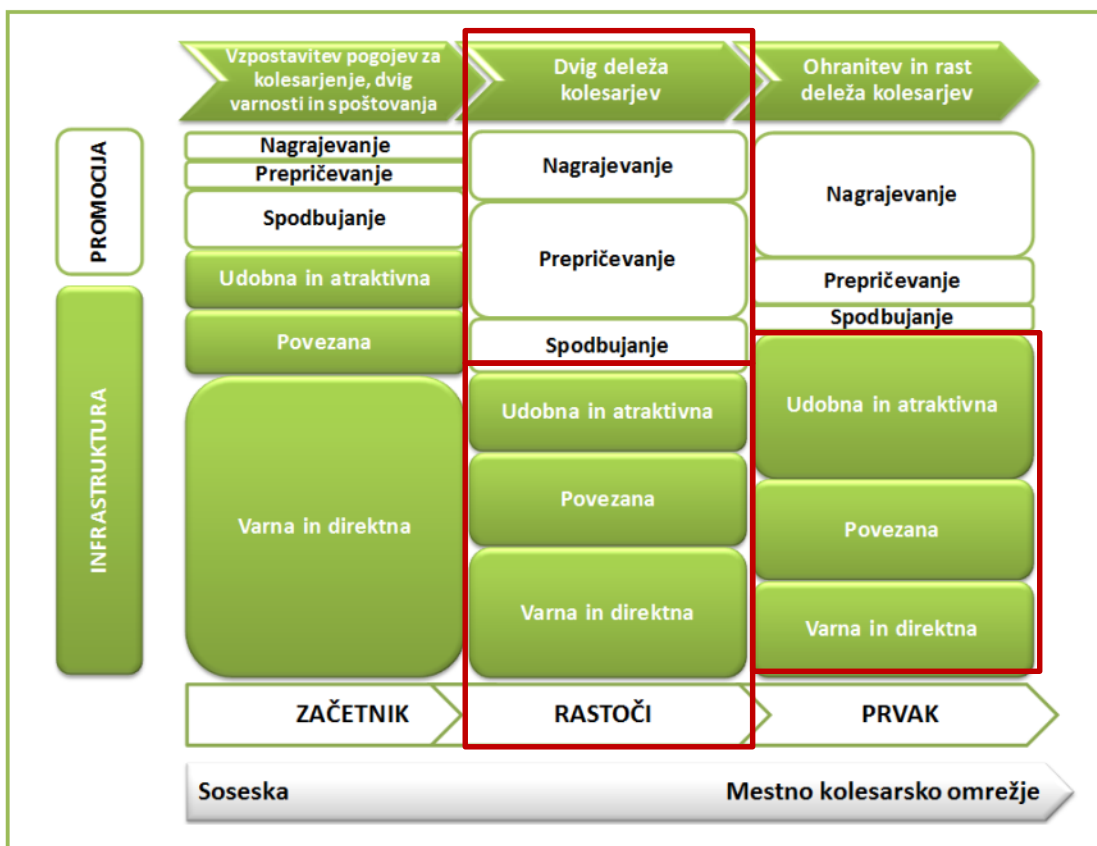 Vzpostavitev pogojev za
kolesarjenje, dvig
varnosti in spoštovanja
Dvig deleža
kolesarjev
Ohranitev in rast
deleža kolesarjev
PROMOCIJA
Nagrajevanje
Prepričevanje
Spodbujanje
Nagrajevanje
Prepričevanje
Spodbujanje
Nagrajevanje
Prepričevanje
Spodbujanje
INFRASTRUKTURA
Udobna in atraktivna
Povezana
Varna in direktna
Udobna in atraktivna
Povezana
Varna in direktna
Udobna in atraktivna
Povezana
Varna in direktna
ZAČETNIK
RASTOČI
PRVAK
Soseska
Mestno kolesarsko omrežje